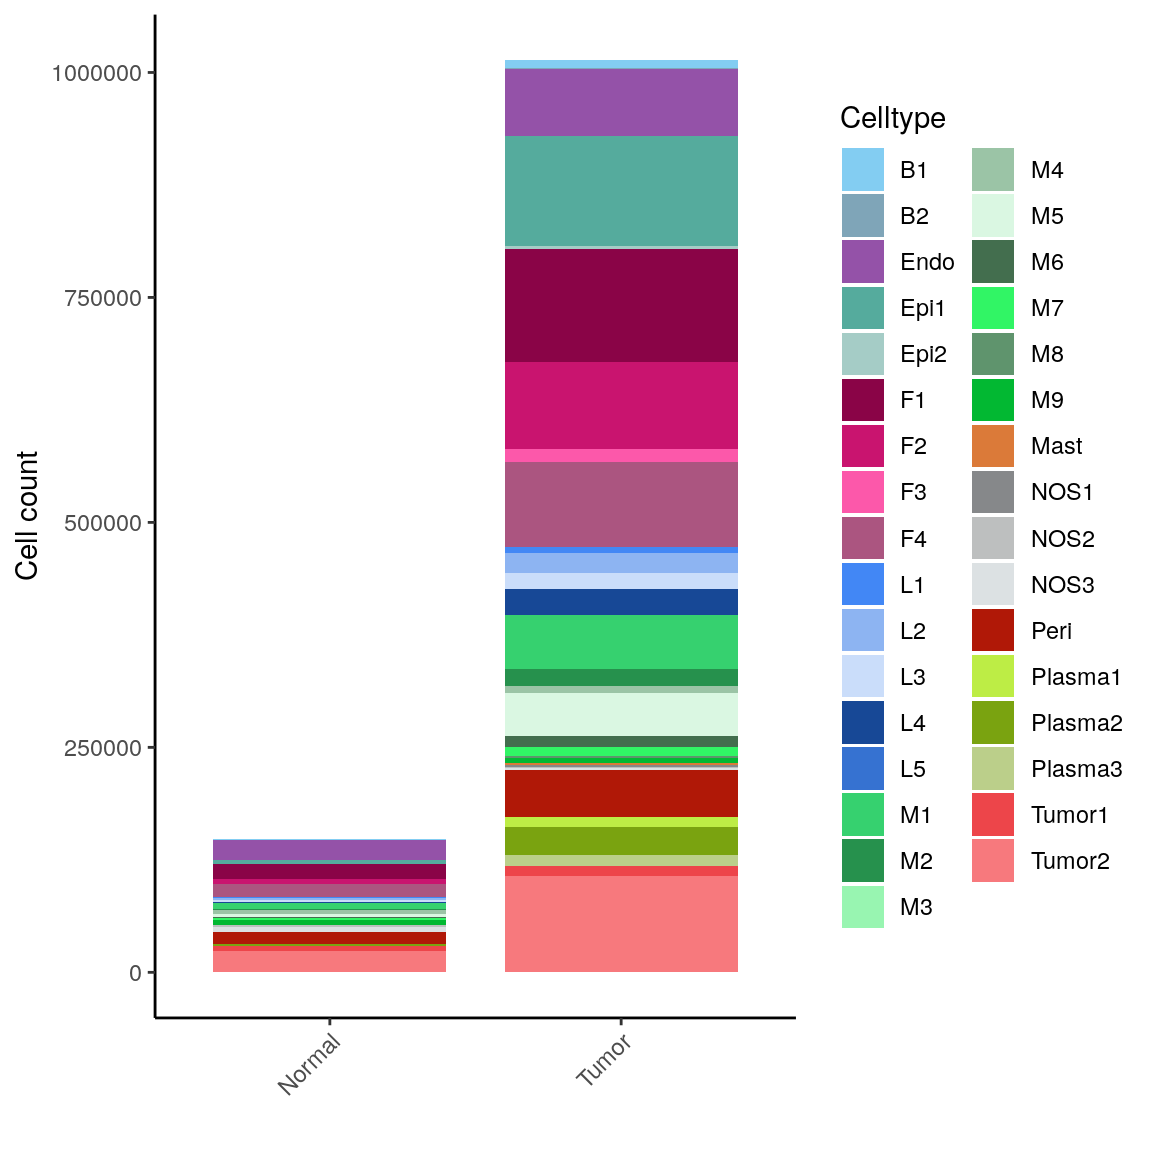 Cell count
1000000
750000
500000
250000
0
Normal
Tumor
Celltype
B1
B2
Endo
Epi1
Epi2
F1
F2
F3
F4
L1
L2
L3
L4
L5
M1
M2
M3
M4
M5
M6
M7
M8
M9
Mast
NOS1
NOS2
NOS3
Peri
Plasma1
Plasma2
Plasma3
Tumor1
Tumor2